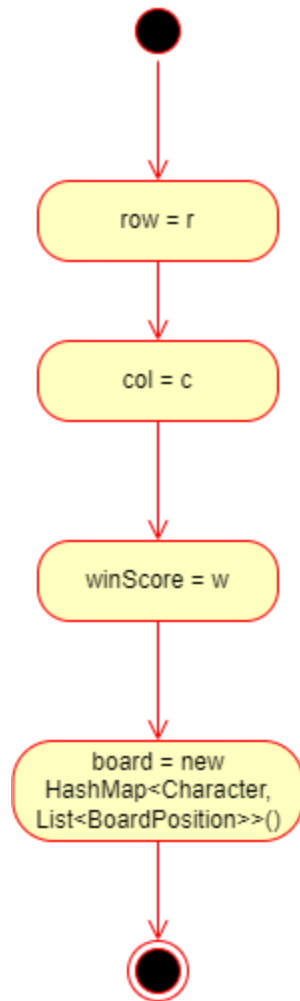 row = r
col = c
winScore = w
board = new
HashMap<Character,
List<BoardPosition>>()